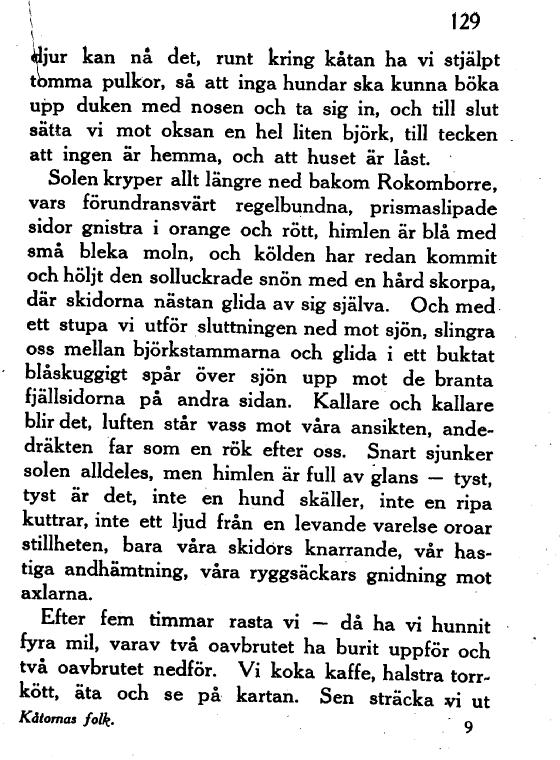 129
djur kan nå det, runt kring kåtan ha vi stjälpt
tomma pulkor, så att inga hundar ska kunna böka
upp duken med nosen och ta sig in, och till slut
sätta vi mot oksan en hel liten björk, till tecken
att ingen är hemma, och att huset är låst.
Solen kryper allt längre ned bakom Rokomborre,
vars förundransvärt regelbundna, prismaslipade
sidor gnistra i orange och rött, himlen är blå med
små bleka moln, och kölden har redan kommit
och höljt den solluckrade snön med en hård skorpa,
där skidorna nästan glida av sig själva. Och med
ett stupa vi utför sluttningen ned mot sjön, slingra
oss mellan björkstammarna och glida i ett buktat
blåskuggigt spår över sjön upp mot de branta
fjällsidorna på andra sidan. Kallare och kallare
blir det, luften står vass mot våra ansikten, ande-
dräkten far som en rök efter oss. Snart sjunker
solen alldeles, men himlen är full av glans — tyst,
tyst är det, inte en hund skäller, inte en ripa
kuttrar, inte ett ljud från en levande varelse oroar
stillheten, bara våra skidors knarrande, vår has-
tiga andhämtning, våra ryggsäckars gnidning mot
axlarna.
Efter fem timmar rasta vi — då ha vi hunnit
fyra mil, varav två oavbrutet ha burit uppför och
två oavbrutet nedför. Vi koka kaffe, halstra torr-
kött, äta och se på kartan. Sen sträcka vi ut
Kåtornas folk.
9